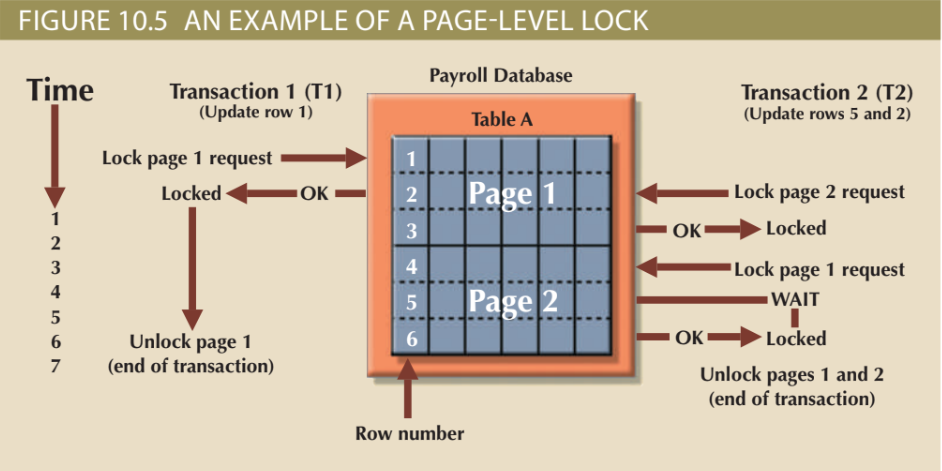 FIGURE 10.5 AN EXAMPLE OF A PAGE-LEVEL LOCK
Time
1
2
3
4
5
6
7
Transaction 1 (T1)
(Update row 1)
Lock page 1 request
Locked
OK
Unlock page 1
(end of transaction)
Payroll Database
Table A
1
2
3
4
5
6
Page 1
Page 2
Row number
Transaction 2 (T2)
(Update rows 5 and 2)
Lock page 2 request
OK
Locked
Lock page 1 request
WAIT
OK
Locked
Unlock pages 1 and 2
(end of transaction)